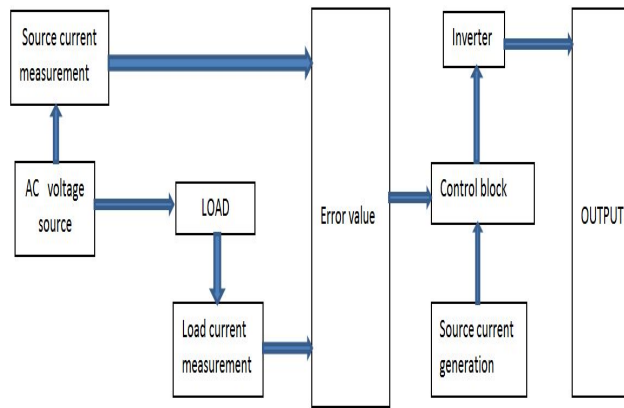 Source current
measurement
AC voltage
source
LOAD
Load current
measurement
Error value
Inverter
Control block
Source current
generation
OUTPUT